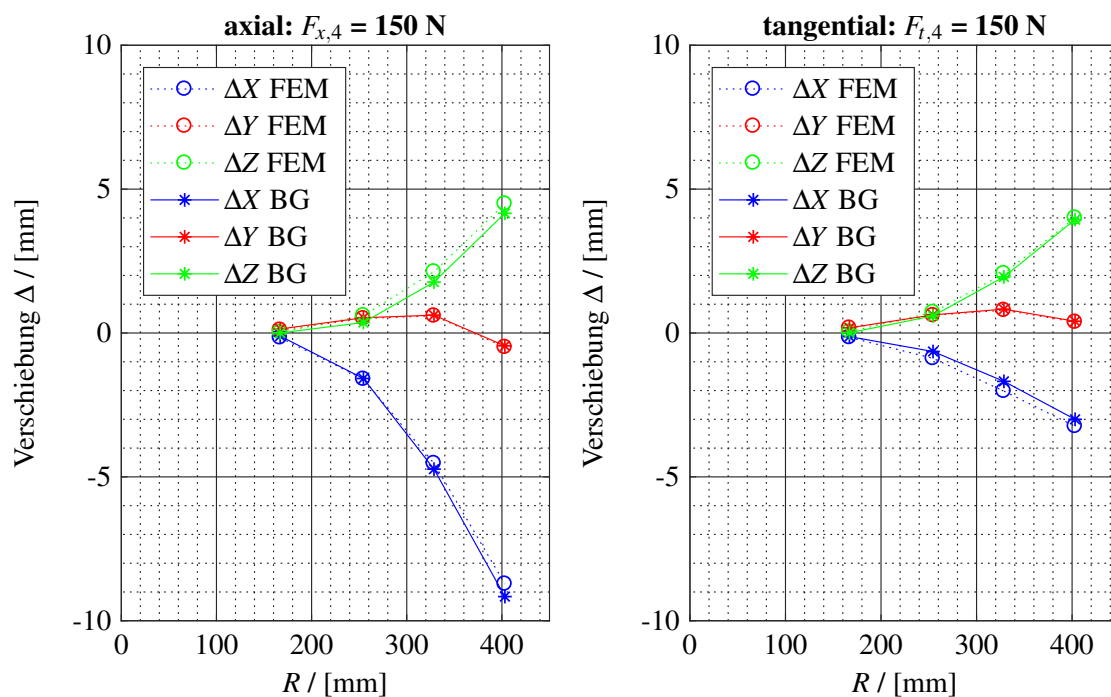 axial: Fx,4 = 150 N
10
5
0
-5
-10
Verschiebung Δ / [mm]
ΔX FEM
ΔY FEM
ΔZ FEM
ΔX BG
ΔY BG
ΔZ BG
0 100 200 300 400
R / [mm]
tangential: Ft,4 = 150 N
10
5
0
-5
-10
Verschiebung Δ / [mm]
ΔX FEM
ΔY FEM
ΔZ FEM
ΔX BG
ΔY BG
ΔZ BG
0 100 200 300 400
R / [mm]